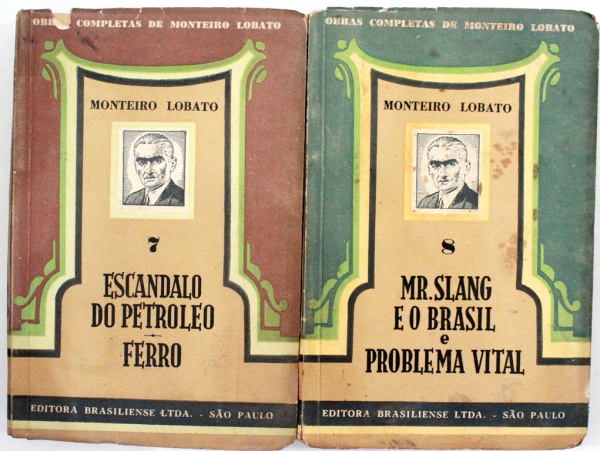 OBRAS COMPLETAS DE MONTEIRO LOBATO
MONTEIRO LOBATO
7
ESCANDALO
DO PETROLEO
FERRO
EDITORA BRASILIENSE LTDA. - SÃO PAULO
OBRAS COMPLETAS DE MONTEIRO LOBATO
MONTEIRO LOBATO
8
MR. SLANG
E O BRASIL
e
PROBLEMA VITAL
EDITORA BRASILIENSE LTDA. - SÃO PAULO